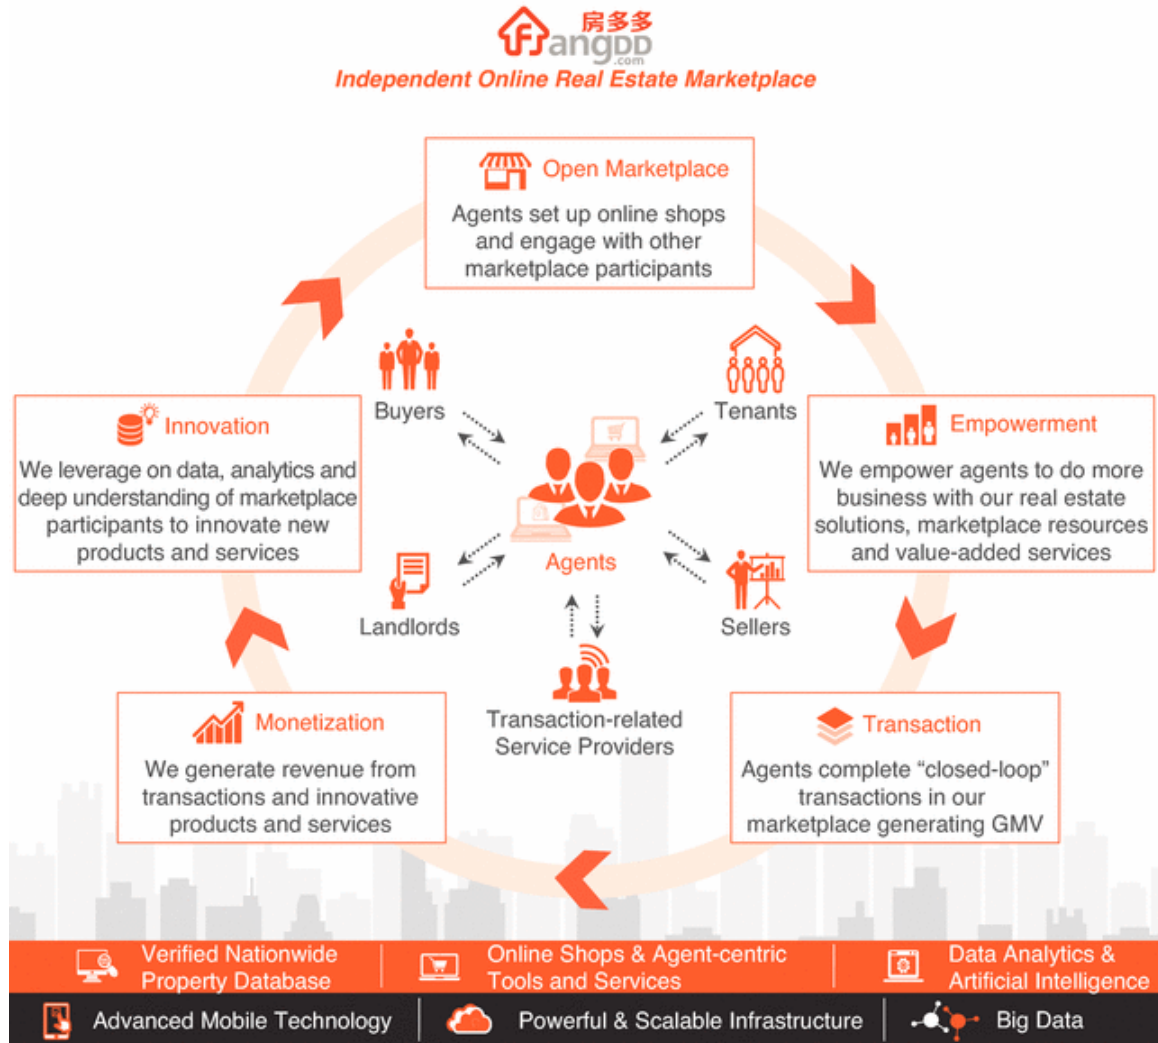 房多多
FangDD
.com
Independent Online Real Estate Marketplace
Open Marketplace
Agents set up online shops
and engage with other
marketplace participants
Buyers
Tenants
Innovation
We leverage on data, analytics and
deep understanding of marketplace
participants to innovate new
products and services
Empowerment
We empower agents to do more
business with our real estate
solutions, marketplace resources
and value-added services
Agents
Landlords
Sellers
Transaction-related
Service Providers
Monetization
We generate revenue from
transactions and innovative
products and services
Transaction
Agents complete “closed-loop”
transactions in our
marketplace generating GMV
Verified Nationwide
Property Database
Online Shops & Agent-centric
Tools and Services
Data Analytics &
Artificial Intelligence
Advanced Mobile Technology
Powerful & Scalable Infrastructure
Big Data